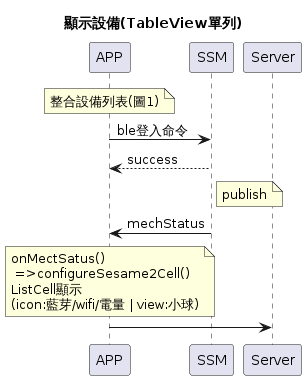 顯示設備(TableView單列)
APP
SSM
Server
整合設備列表(圖1)
ble登入命令
success
publish
mechStatus
onMectSatus()
=>configureSesame2Cell()
ListCell顯示
(icon:藍芽/wifi/電量 | view:小球)
APP
SSM
Server